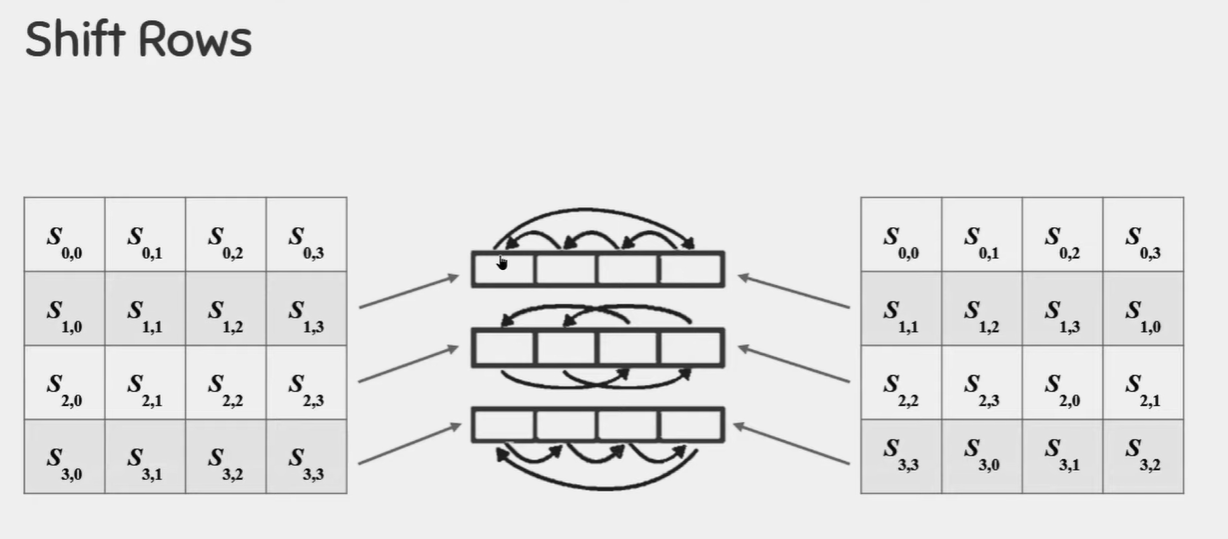 Shift Rows
S0,0 S0,1 S0,2 S0,3
S1,0 S1,1 S1,2 S1,3
S2,0 S2,1 S2,2 S2,3
S3,0 S3,1 S3,2 S3,3
S0,0 S0,1 S0,2 S0,3
S1,1 S1,2 S1,3 S1,0
S2,2 S2,3 S2,0 S2,1
S3,3 S3,0 S3,1 S3,2